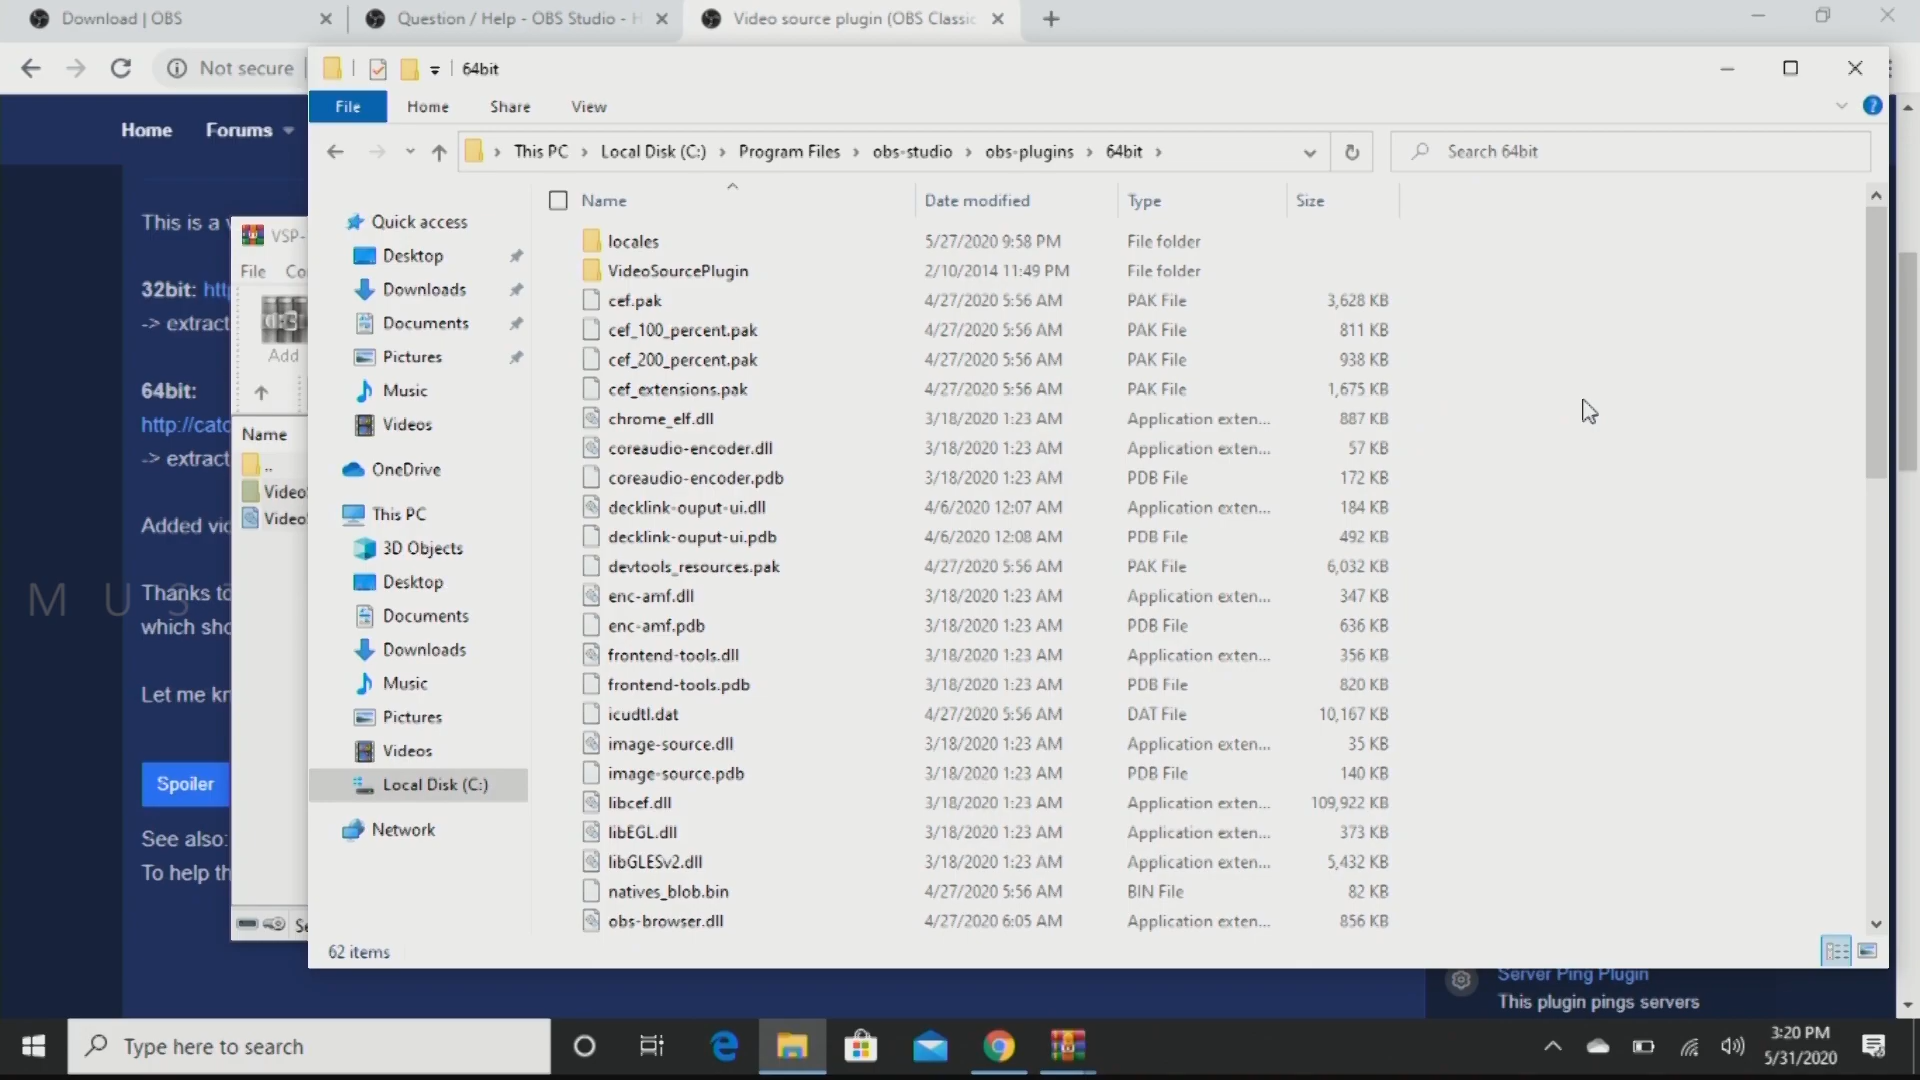 Download | OBS
Question / Help - OBS Studio - H
Video source plugin (OBS Classic
Not secure
64bit
File
Home
Share
View
This PC
Local Disk (C:)
Program Files
obs-studio
obs-plugins
64bit
Search 64bit
Home
Forums
This is a v
32bit: http
-> extract
64bit:
http://catc
-> extract
Added vic
Thanks to
which sho
Let me kn
Spoiler
See also:
To help th
M U S
VSP-
File Co
Add
Name
..
Video
Video
Se
Quick access
Desktop
Downloads
Documents
Pictures
Music
Videos
OneDrive
This PC
3D Objects
Desktop
Documents
Downloads
Music
Pictures
Videos
Local Disk (C:)
Network
Name Date modified Type Size
locales 5/27/2020 9:58 PM File folder
VideoSourcePlugin 2/10/2014 11:49 PM File folder
cef.pak 4/27/2020 5:56 AM PAK File 3,628 KB
cef_100_percent.pak 4/27/2020 5:56 AM PAK File 811 KB
cef_200_percent.pak 4/27/2020 5:56 AM PAK File 938 KB
cef_extensions.pak 4/27/2020 5:56 AM PAK File 1,675 KB
chrome_elf.dll 3/18/2020 1:23 AM Application exten... 887 KB
coreaudio-encoder.dll 3/18/2020 1:23 AM Application exten... 57 KB
coreaudio-encoder.pdb 3/18/2020 1:23 AM PDB File 172 KB
decklink-ouput-ui.dll 4/6/2020 12:07 AM Application exten... 184 KB
decklink-ouput-ui.pdb 4/6/2020 12:08 AM PDB File 492 KB
devtools_resources.pak 4/27/2020 5:56 AM PAK File 6,032 KB
enc-amf.dll 3/18/2020 1:23 AM Application exten... 347 KB
enc-amf.pdb 3/18/2020 1:23 AM PDB File 636 KB
frontend-tools.dll 3/18/2020 1:23 AM Application exten... 356 KB
frontend-tools.pdb 3/18/2020 1:23 AM PDB File 820 KB
icudtl.dat 4/27/2020 5:56 AM DAT File 10,167 KB
image-source.dll 3/18/2020 1:23 AM Application exten... 35 KB
image-source.pdb 3/18/2020 1:23 AM PDB File 140 KB
libcef.dll 3/18/2020 1:23 AM Application exten... 109,922 KB
libEGL.dll 3/18/2020 1:23 AM Application exten... 373 KB
libGLESv2.dll 3/18/2020 1:23 AM Application exten... 5,432 KB
natives_blob.bin 4/27/2020 5:56 AM BIN File 82 KB
obs-browser.dll 4/27/2020 6:05 AM Application exten... 856 KB
62 items
Server Ping Plugin
This plugin pings servers
Type here to search
3:20 PM
5/31/2020